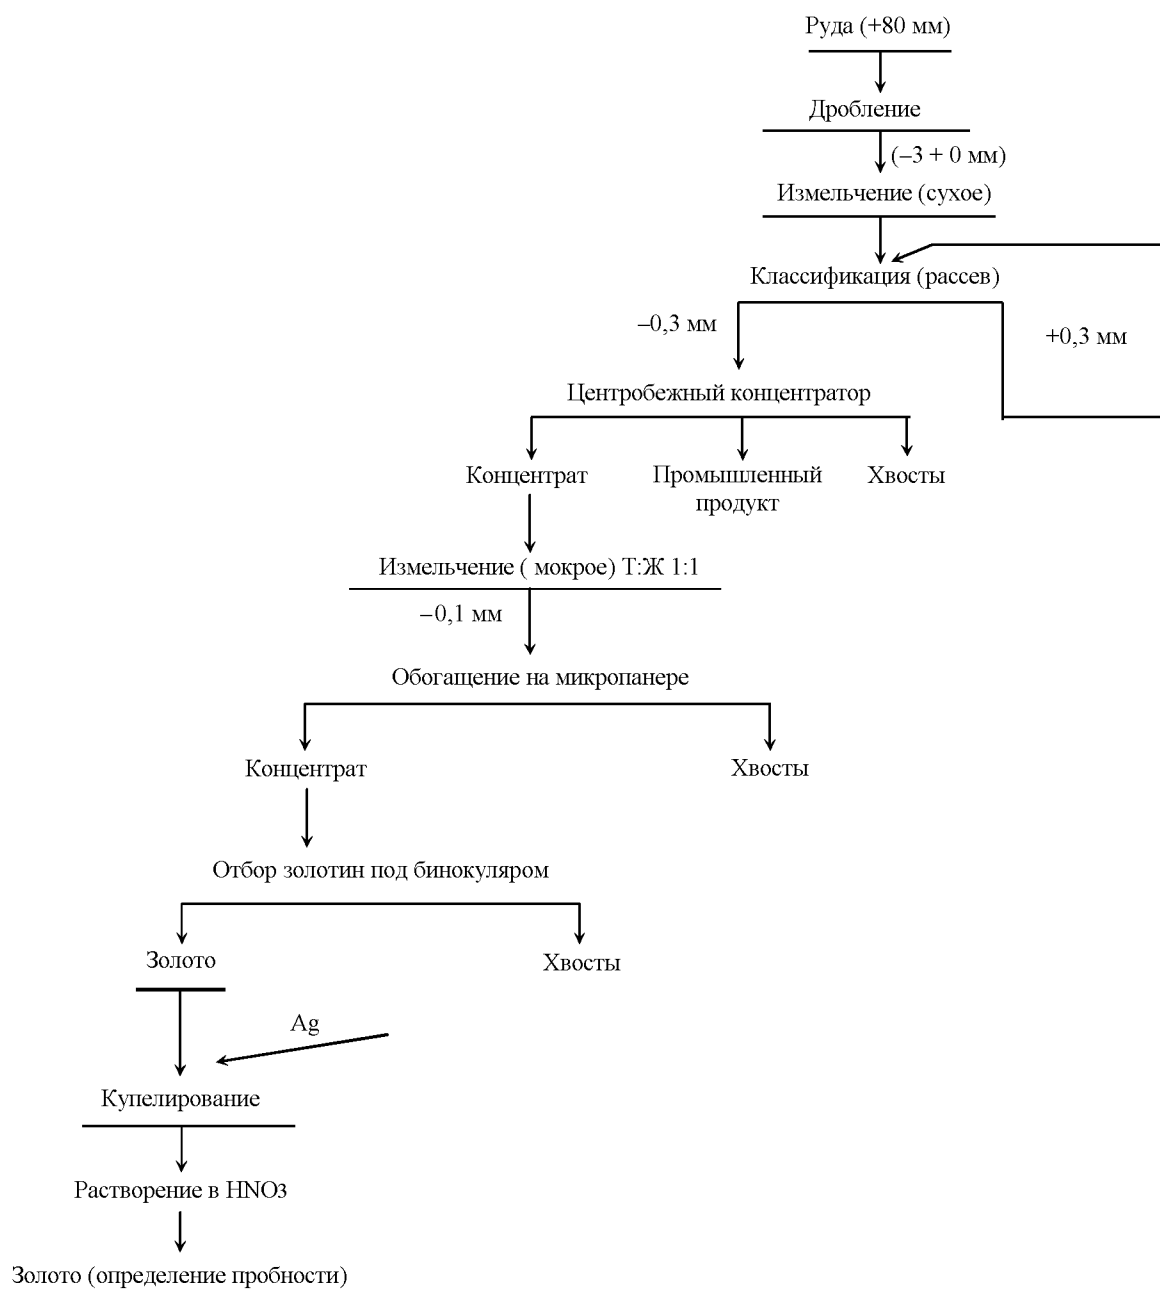 Руда (+80 мм)
Дробление
(–3 + 0 мм)
Измельчение (сухое)
Классификация (рассев)
–0,3 мм
+0,3 мм
Центробежный концентратор
Концентрат
Промышленный
продукт
Хвосты
Измельчение ( мокрое) Т:Ж 1:1
–0,1 мм
Обогащение на микропанере
Концентрат
Хвосты
Отбор золотин под бинокуляром
Золото
Хвосты
Ag
Купелирование
Растворение в HNO3
Золото (определение пробности)